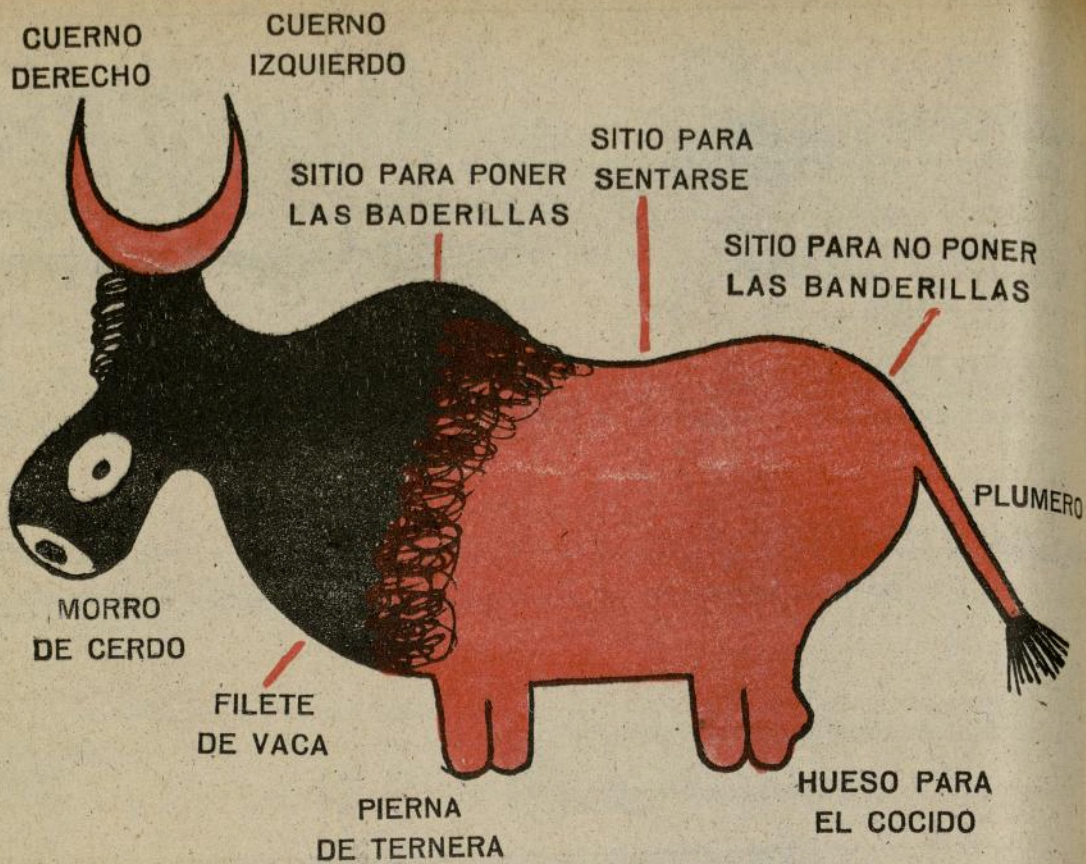 CUERNO
DERECHO
CUERNO
IZQUIERDO
SITIO PARA PONER
LAS BADERILLAS
SITIO PARA
SENTARSE
SITIO PARA NO PONER
LAS BANDERILLAS
PLUMERO
MORRO
DE CERDO
FILETE
DE VACA
PIERNA
DE TERNERA
HUESO PARA
EL COCIDO